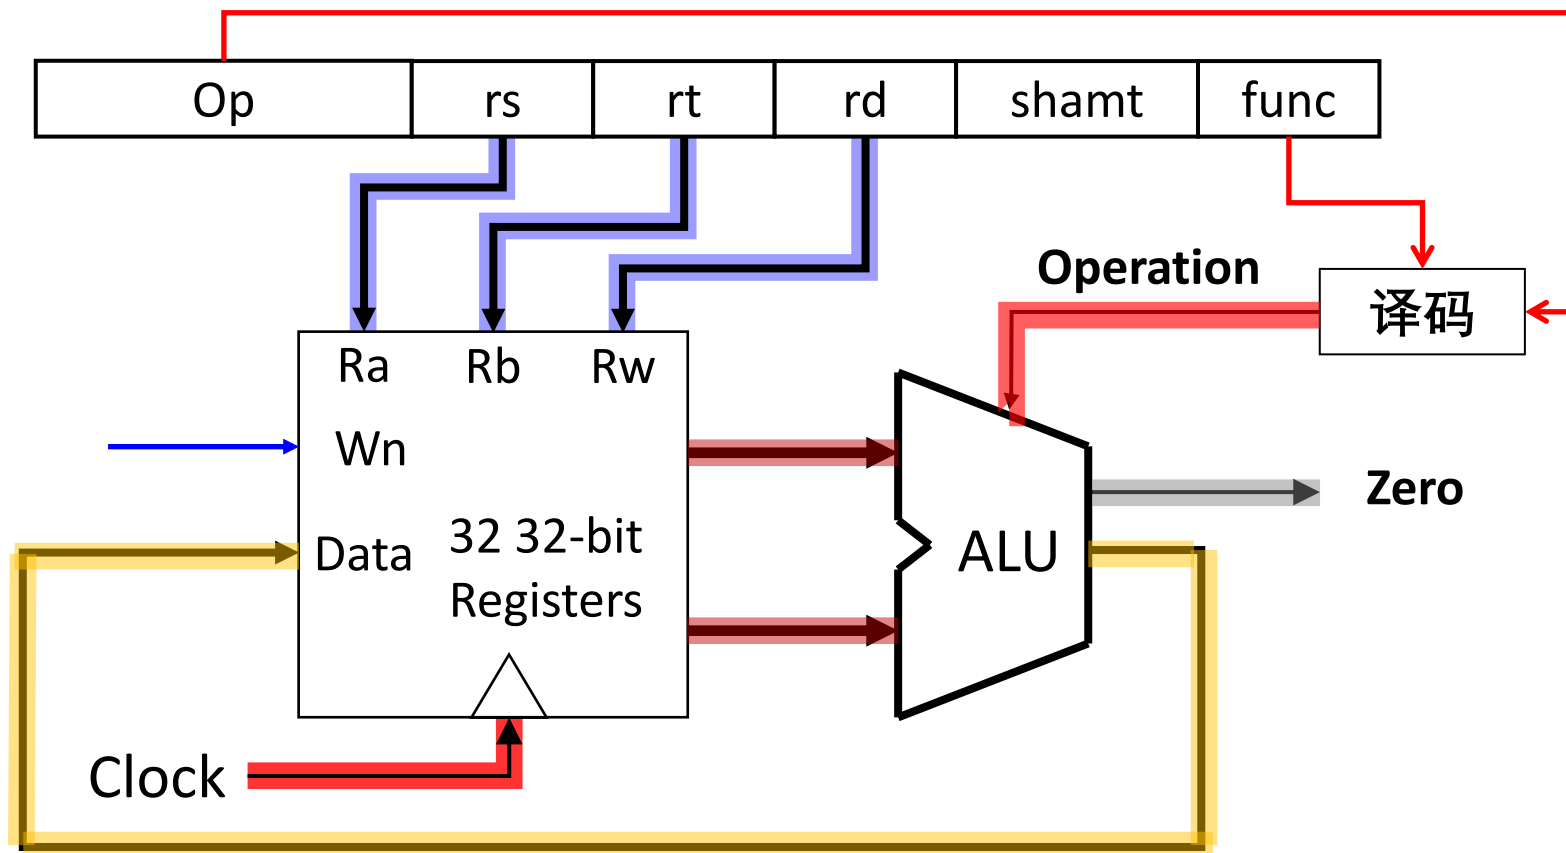 Op rs rt rd shamt func
Operation
译码
Ra Rb Rw
Wn
Zero
32 32-bit
Data
ALU
Registers
Clock